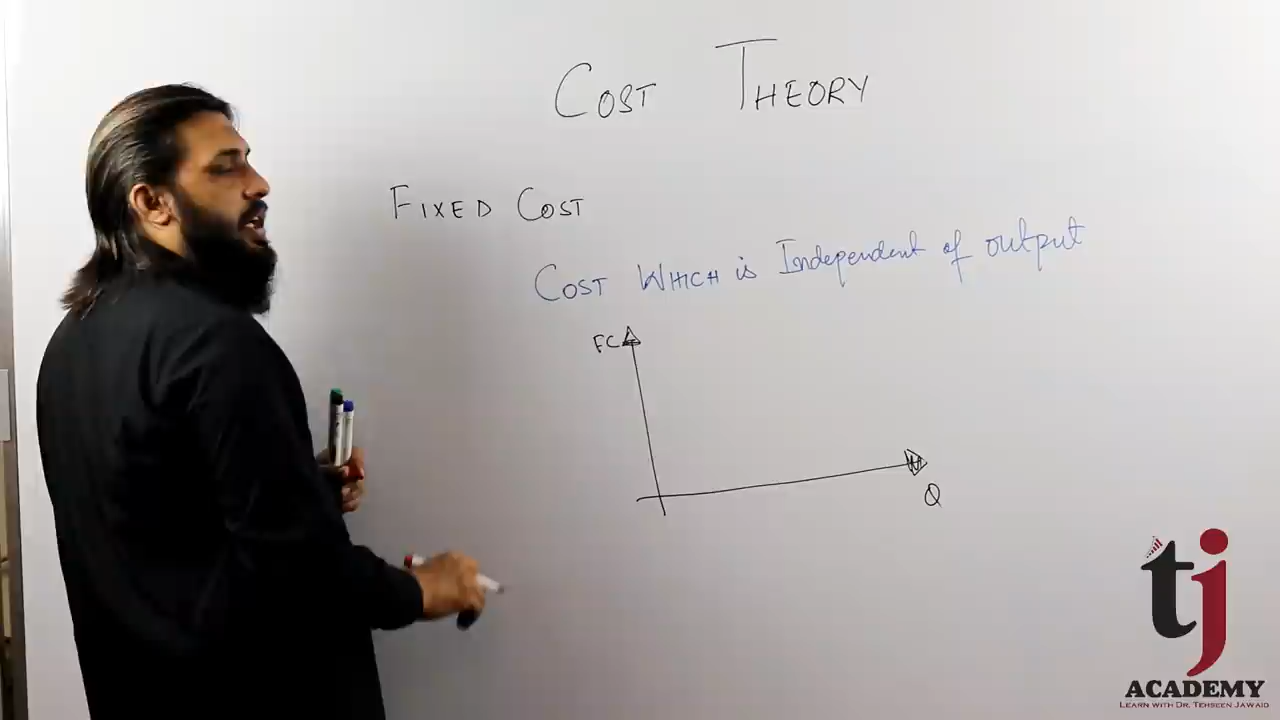 COST THEORY
FIXED COST
COST WHICH is Independent of output
FC
Q
tj
ACADEMY
LEARN WITH DR. TEHSEEN JAWAID